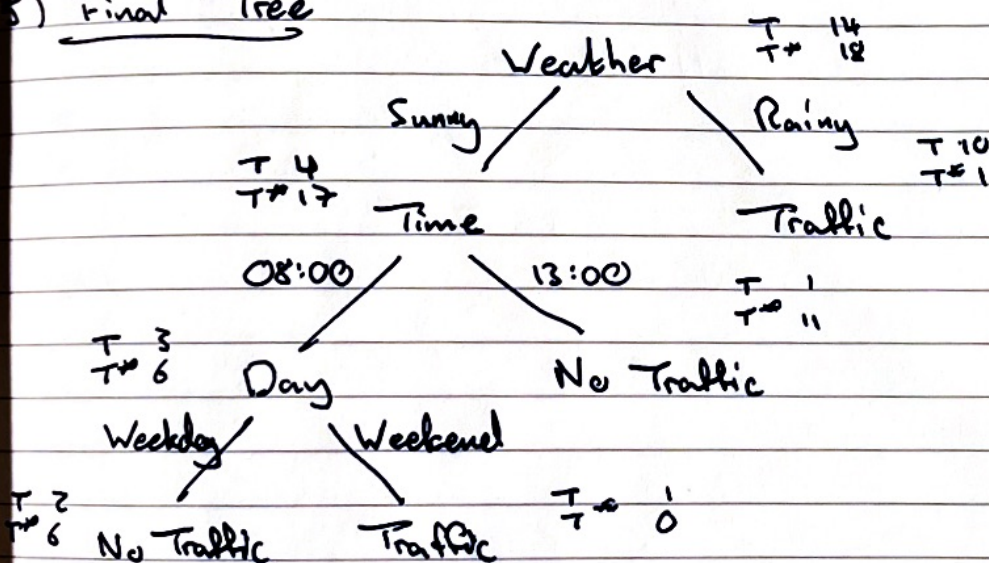 5) Final Tree
T 14
Weather T* 18
Sunny Rainy
T 4 T 10
T* 17 T* 1
Time Traffic
08:00 13:00 T 1
T 3 T* 11
T* 6 Day No Traffic
Weekday Weekend
T 2 T 1
T* 6 No Traffic Traffic T* 0